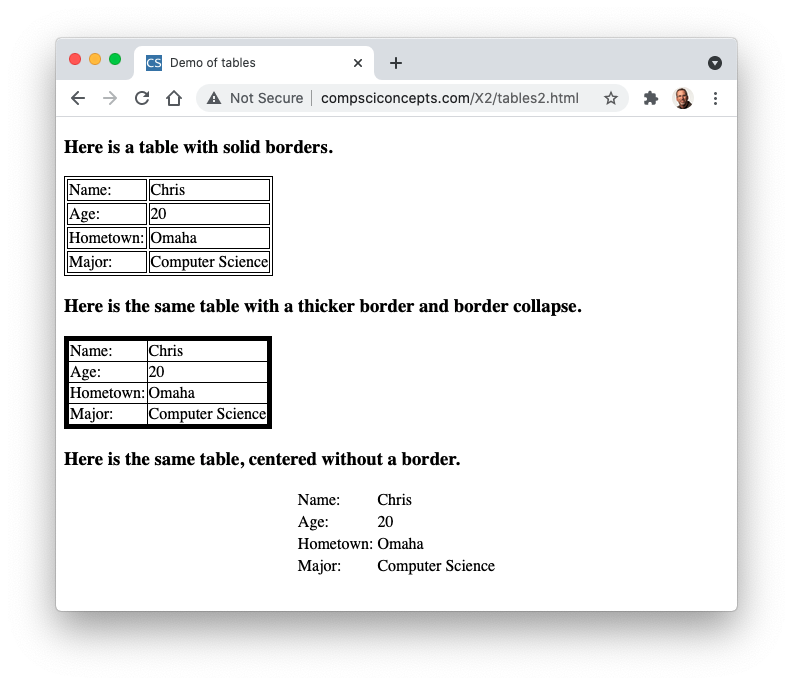 CS Demo of tables
Not Secure compsciconcepts.com/X2/tables2.html
Here is a table with solid borders.
Name: Chris
Age: 20
Hometown: Omaha
Major: Computer Science
Here is the same table with a thicker border and border collapse.
Name: Chris
Age: 20
Hometown: Omaha
Major: Computer Science
Here is the same table, centered without a border.
Name: Chris
Age: 20
Hometown: Omaha
Major: Computer Science